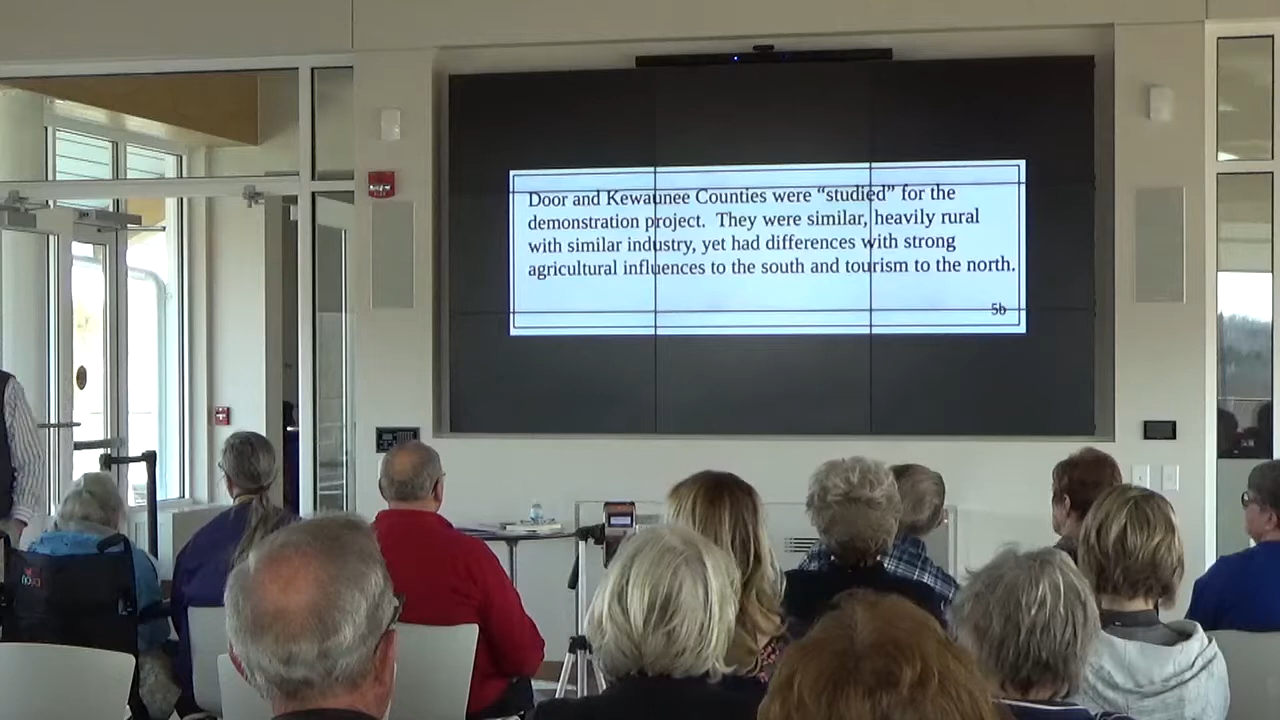 Door and Kewaunee Counties were “studied” for the
demonstration project.  They were similar, heavily rural
with similar industry, yet had differences with strong
agricultural influences to the south and tourism to the north.
5b